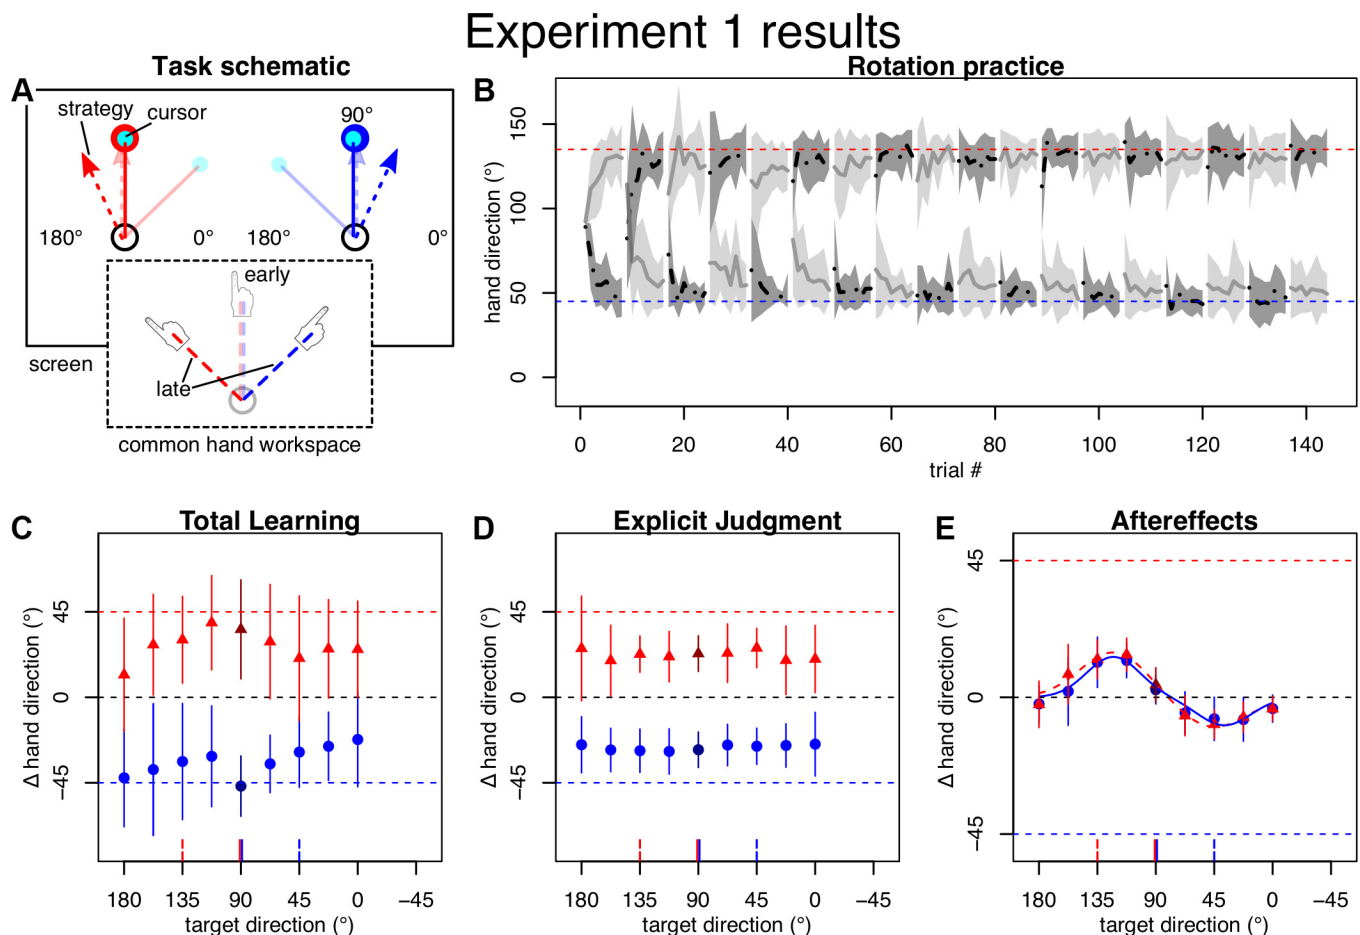 Experiment 1 results
A
Task schematic
strategy
cursor
90°
180°
0°
180°
0°
early
late
screen
common hand workspace
B
Rotation practice
hand direction (°)
150
100
50
0
0 20 40 60 80 100 120 140
trial #
C
Total Learning
Δ hand direction (°)
45
0
−45
180 135 90 45 0 −45
target direction (°)
D
Explicit Judgment
Δ hand direction (°)
45
0
−45
180 135 90 45 0 −45
target direction (°)
E
Aftereffects
Δ hand direction (°)
45
0
−45
180 135 90 45 0 −45
target direction (°)